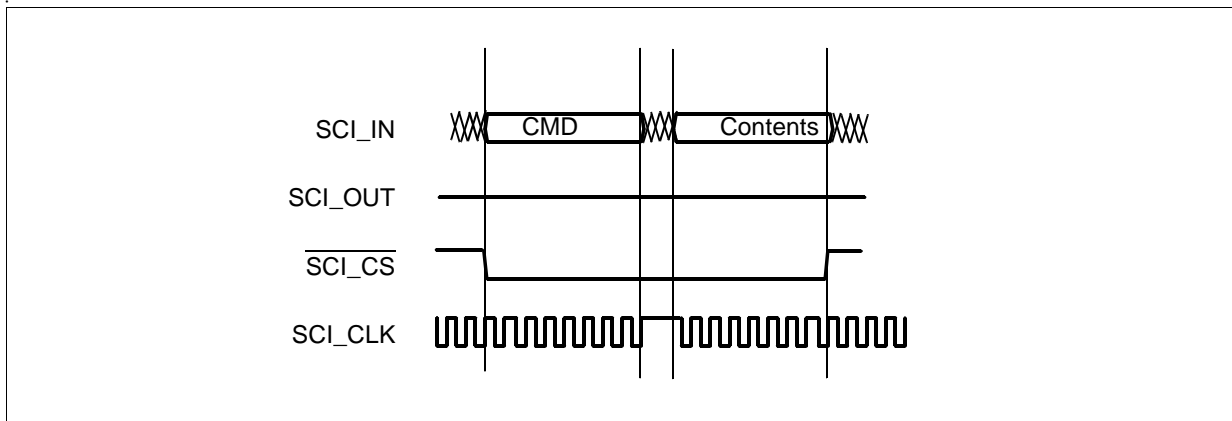 SCI_IN CMD Contents
SCI_OUT
SCI_CS
SCI_CLK